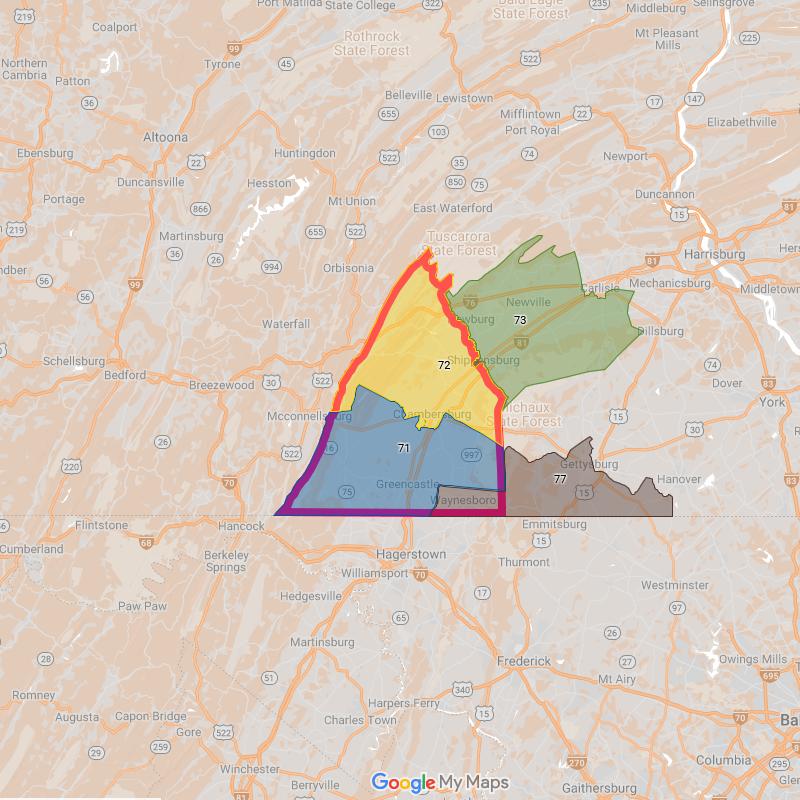 219
Port Matilda
State College
Bald Eagle
State Forest
235
Middleburg
Selinsgrove
Coalport
99
Rothrock
State Forest
522
Mt Pleasant
Mills
225
Northern
Cambria
Patton
Tyrone
45
36
Belleville
Lewistown
655
17
147
Mifflintown
22
Port Royal
Elizabethville
103
Altoona
Ebensburg
22
Huntingdon
522
35
74
Newport
Duncansville
Hesston
850
75
Duncannon
Portage
866
Mt Union
East Waterford
15
81
219
Martinsburg
655
522
Tuscarora
State Forest
36
26
Harrisburg
994
Orbisonia
81
56
56
99
76
Newville
Carlisle
Mechanicsburg
Middletown
73
Waterfall
81
Dillsburg
Schellsburg
Shippensburg
72
74
Bedford
Breezewood
30
522
Dover
83
York
Mcconnellsburg
Chambersburg
Michaux
State Forest
15
30
26
71
522
16
997
Gettysburg
220
77
Hanover
70
75
Greencastle
Waynesboro
15
83
Flintstone
Hancock
Emmitsburg
68
Cumberland
Berkeley
Springs
Hagerstown
15
Thurmont
Williamsport
70
Westminster
Hedgesville
17
97
Paw Paw
65
26
Martinsburg
28
27
Owings Mills
51
Frederick
Mt Airy
695
340
Romney
Harpers Ferry
Augusta
Capon Bridge
Charles Town
15
70
Gore
522
259
29
Winchester
270
Columbia
295
Berryville
Google My Maps
Gaithersburg